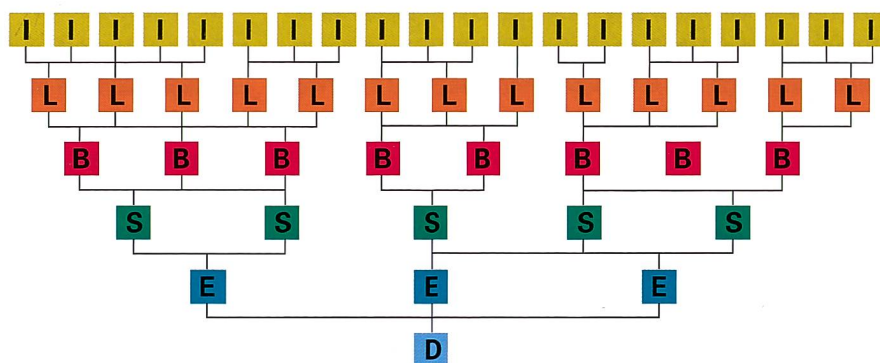 I I I I I I I I I I I I I I I I I I I I
L L L L L L L L L L L L L
B B B B B B B B
S S S S S
E E E
D